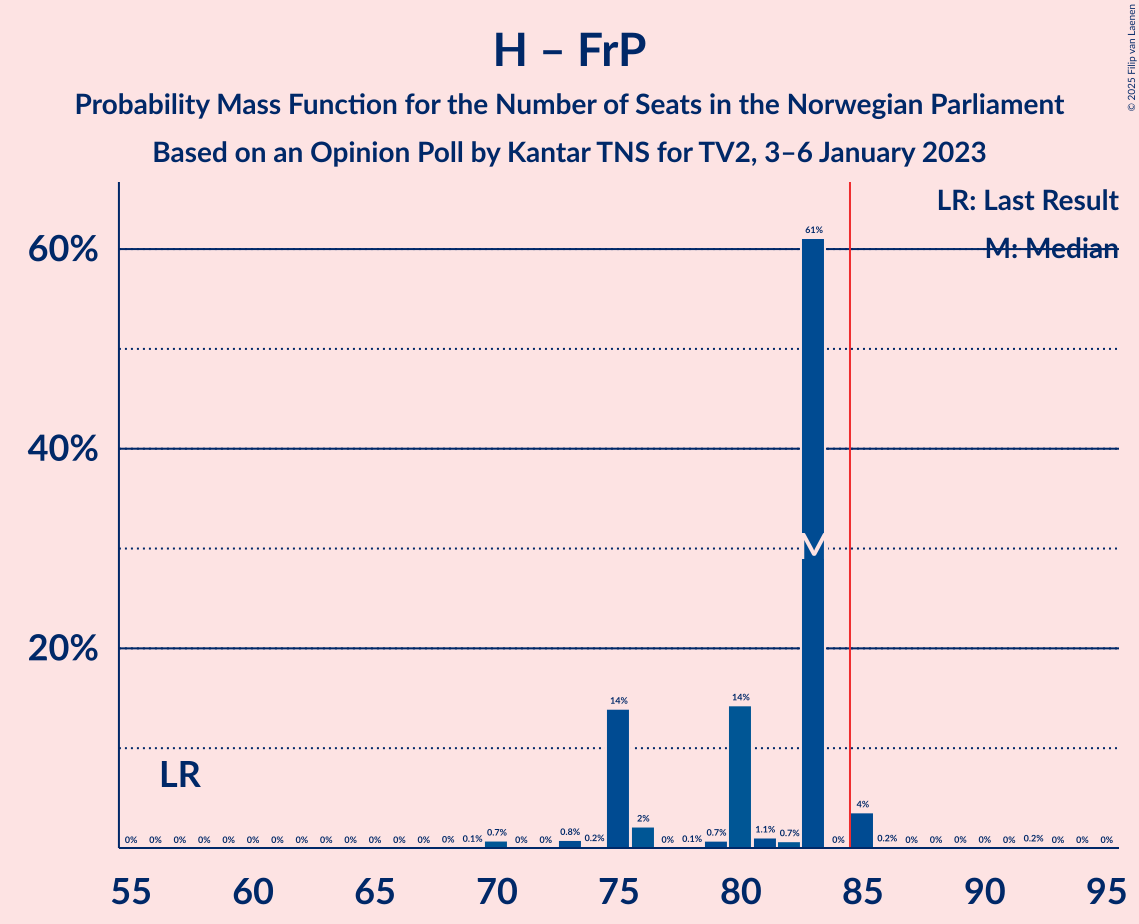 H – FrP
Probability Mass Function for the Number of Seats in the Norwegian Parliament
Based on an Opinion Poll by Kantar TNS for TV2, 3–6 January 2023
© 2025 Filip van Laenen
LR: Last Result
M: Median
60%
40%
20%
61%
M
14%
14%
LR
4%
2%
0% 0% 0% 0% 0% 0% 0% 0% 0% 0% 0% 0% 0% 0% 0.1% 0.7% 0% 0% 0.8% 0.2% 0% 0.1% 0.7% 1.1% 0.7% 0% 0.2% 0% 0% 0% 0% 0% 0.2% 0% 0% 0%
55 60 65 70 75 80 85 90 95